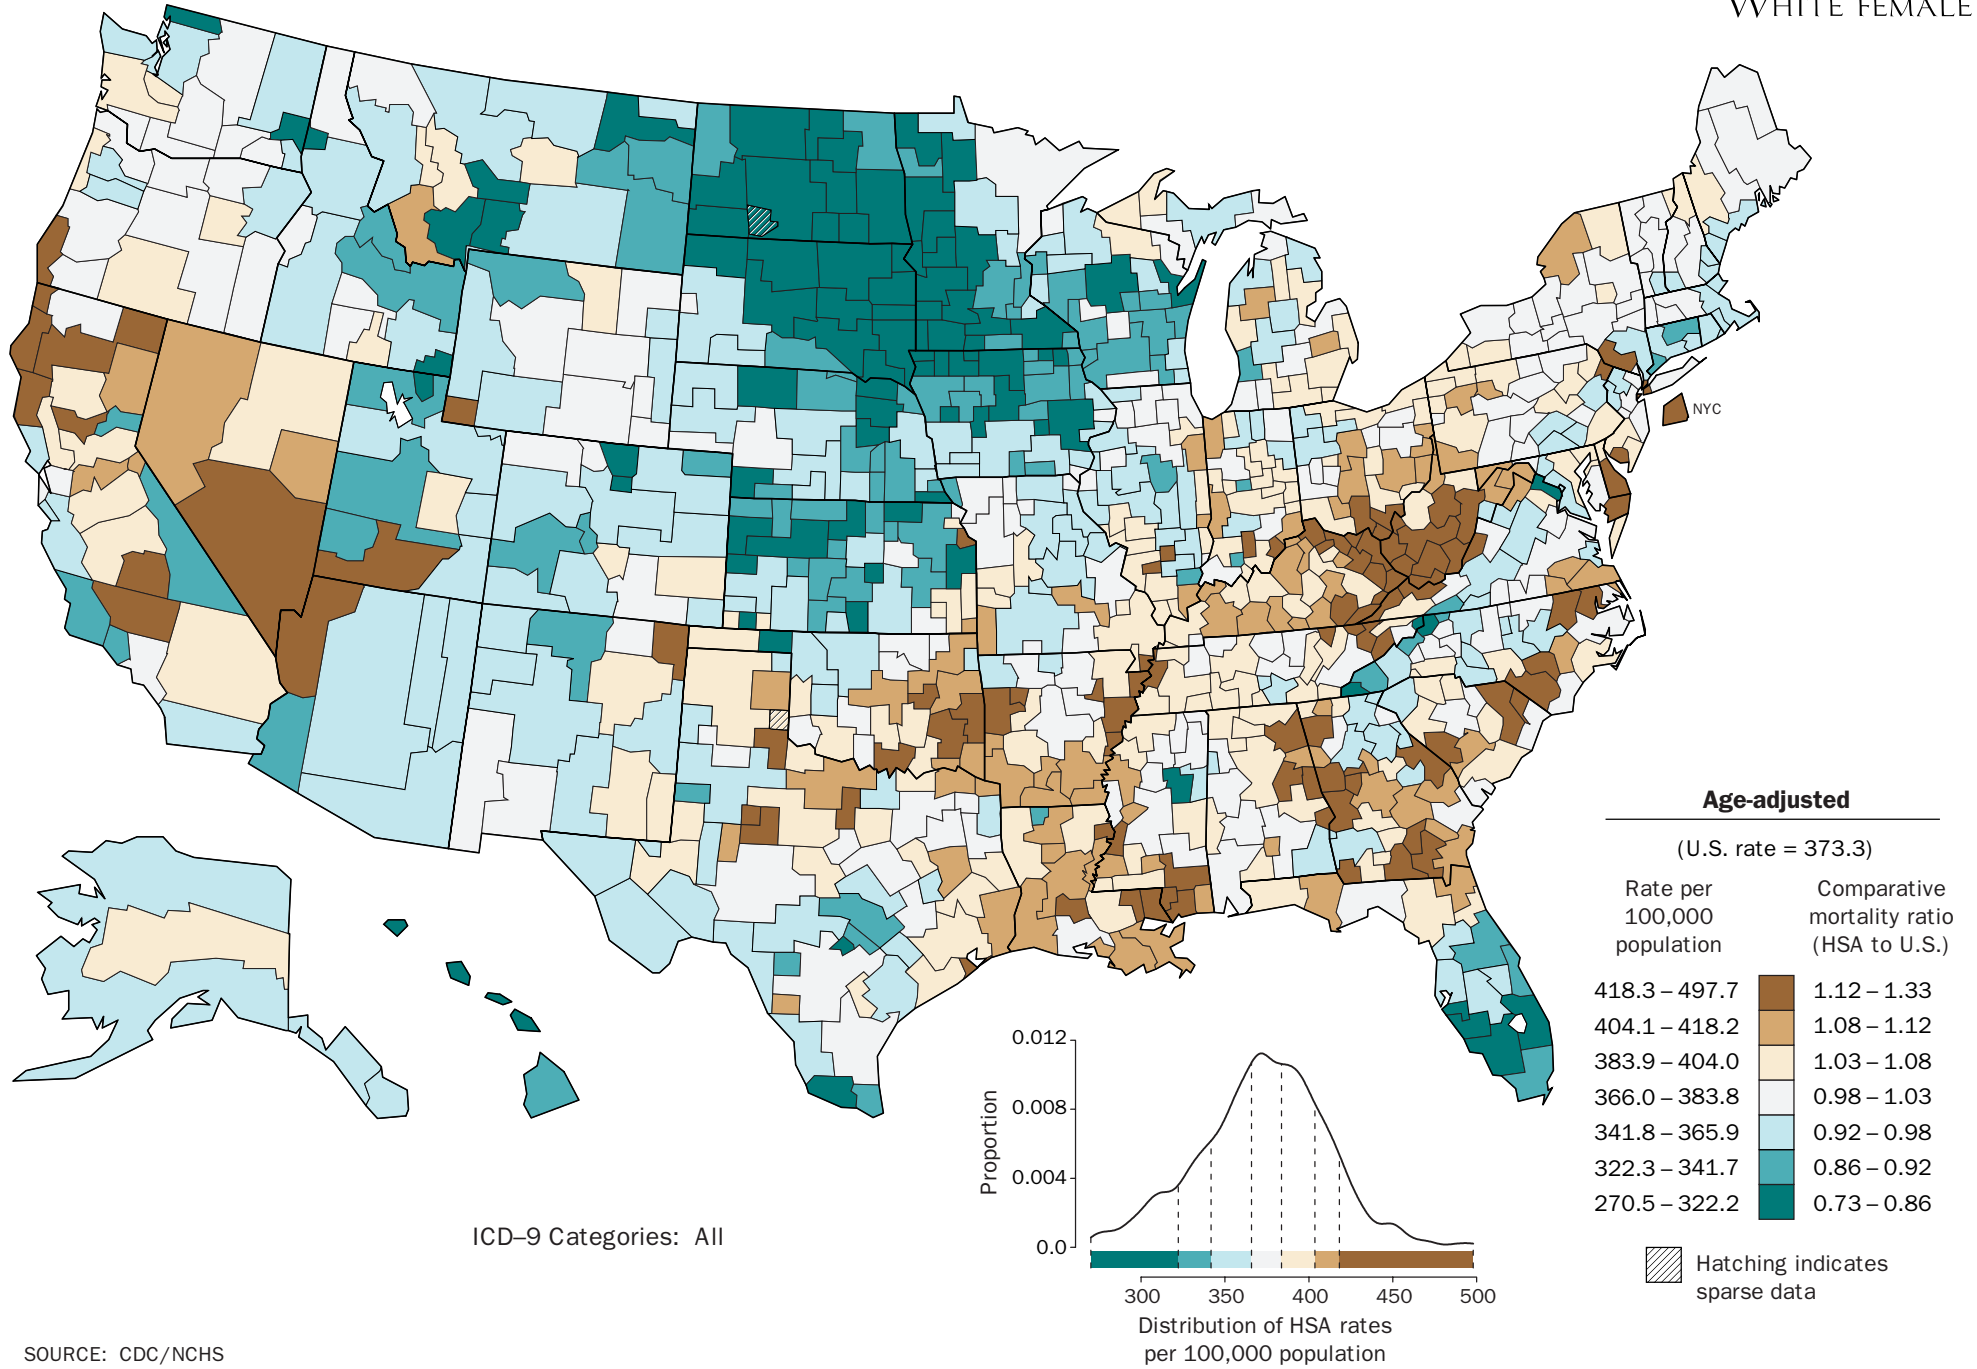 WHITE FEMALE
NYC
Age-adjusted
(U.S. rate = 373.3)
Rate per
100,000
population
Comparative
mortality ratio
(HSA to U.S.)
418.3 – 497.7 1.12 – 1.33
404.1 – 418.2 1.08 – 1.12
383.9 – 404.0 1.03 – 1.08
366.0 – 383.8 0.98 – 1.03
341.8 – 365.9 0.92 – 0.98
322.3 – 341.7 0.86 – 0.92
270.5 – 322.2 0.73 – 0.86
Hatching indicates
sparse data
0.012
0.008
0.004
0.0
Proportion
300 350 400 450 500
Distribution of HSA rates
per 100,000 population
ICD–9 Categories: All
SOURCE: CDC/NCHS